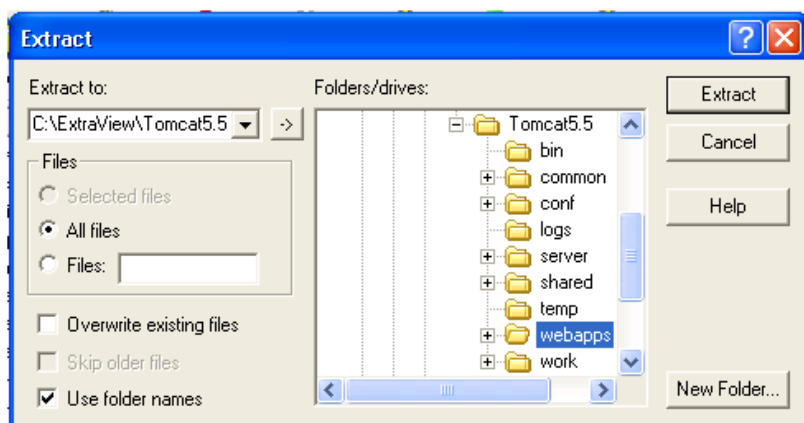 Extract
Extract to:
C:\ExtraView\Tomcat5.5
->
Files
Selected files
All files
Files:
Overwrite existing files
Skip older files
Use folder names
Folders/drives:
Tomcat5.5
bin
common
conf
logs
server
shared
temp
webapps
work
Extract
Cancel
Help
New Folder...